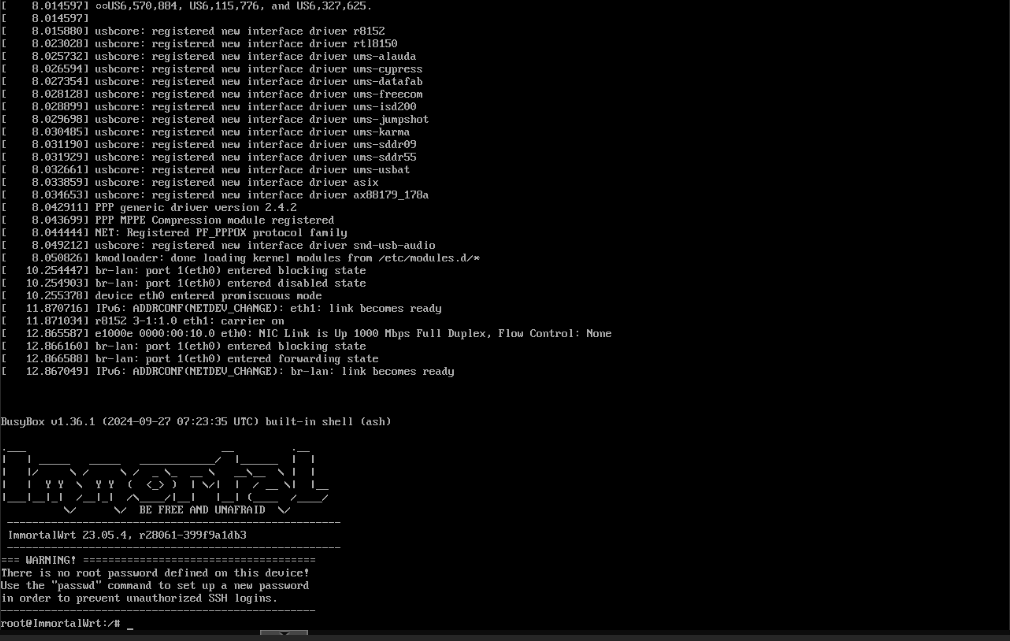 [    8.014597] ○○US6,570,884, US6,115,776, and US6,327,625.
[    8.014597]
[    8.015880] usbcore: registered new interface driver r8152
[    8.023028] usbcore: registered new interface driver rtl8150
[    8.025732] usbcore: registered new interface driver ums-alauda
[    8.026594] usbcore: registered new interface driver ums-cypress
[    8.027354] usbcore: registered new interface driver ums-datafab
[    8.028128] usbcore: registered new interface driver ums-freecom
[    8.028899] usbcore: registered new interface driver ums-isd200
[    8.029698] usbcore: registered new interface driver ums-jumpshot
[    8.030485] usbcore: registered new interface driver ums-karma
[    8.031190] usbcore: registered new interface driver ums-sddr09
[    8.031929] usbcore: registered new interface driver ums-sddr55
[    8.032661] usbcore: registered new interface driver ums-usbat
[    8.033859] usbcore: registered new interface driver asix
[    8.034653] usbcore: registered new interface driver ax88179_178a
[    8.042911] PPP generic driver version 2.4.2
[    8.043699] PPP MPPE Compression module registered
[    8.044444] NET: Registered PF_PPPOX protocol family
[    8.049212] usbcore: registered new interface driver snd-usb-audio
[    8.050826] kmodloader: done loading kernel modules from /etc/modules.d/*
[   10.254447] br-lan: port 1(eth0) entered blocking state
[   10.254903] br-lan: port 1(eth0) entered disabled state
[   10.255378] device eth0 entered promiscuous mode
[   11.870716] IPv6: ADDRCONF(NETDEV_CHANGE): eth1: link becomes ready
[   11.871034] r8152 3-1:1.0 eth1: carrier on
[   12.865587] e1000e 0000:00:10.0 eth0: NIC Link is Up 1000 Mbps Full Duplex, Flow Control: None
[   12.866160] br-lan: port 1(eth0) entered blocking state
[   12.866588] br-lan: port 1(eth0) entered forwarding state
[   12.867049] IPv6: ADDRCONF(NETDEV_CHANGE): br-lan: link becomes ready
BusyBox v1.36.1 (2024-09-27 07:23:35 UTC) built-in shell (ash)
Immortal
BE FREE AND UNAFRAID
-----------------------------------------------------
ImmortalWrt 23.05.4, r28061-399f9a1db3
-----------------------------------------------------
=== WARNING! =====================================
There is no root password defined on this device!
Use the "passwd" command to set up a new password
in order to prevent unauthorized SSH logins.
--------------------------------------------------
root@ImmortalWrt:/# _